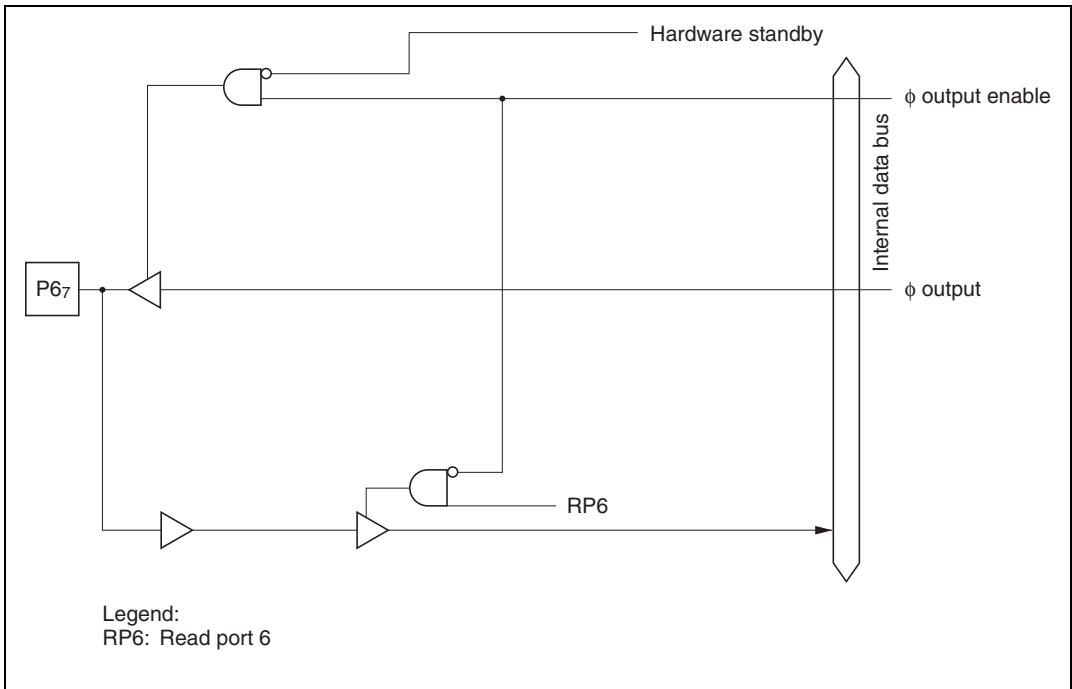 Hardware standby
ϕ output enable
Internal data bus
P6₇
ϕ output
RP6
Legend:
RP6: Read port 6